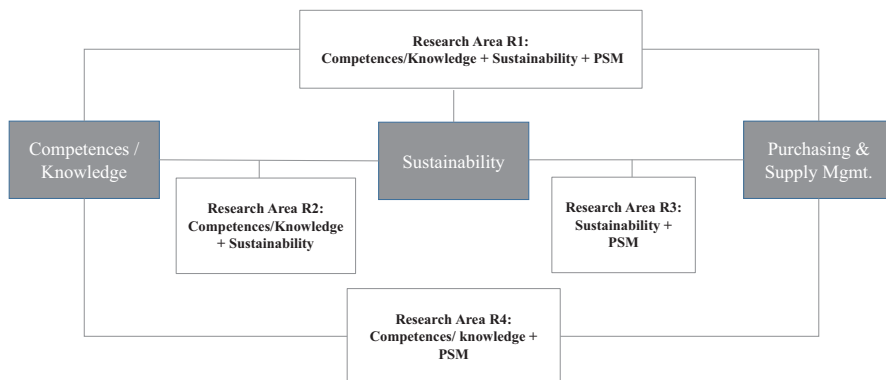 Research Area R1:
Competences/Knowledge + Sustainability + PSM
Competences /
Knowledge
Sustainability
Purchasing &
Supply Mgmt.
Research Area R2:
Competences/Knowledge
+ Sustainability
Research Area R3:
Sustainability +
PSM
Research Area R4:
Competences/ knowledge +
PSM